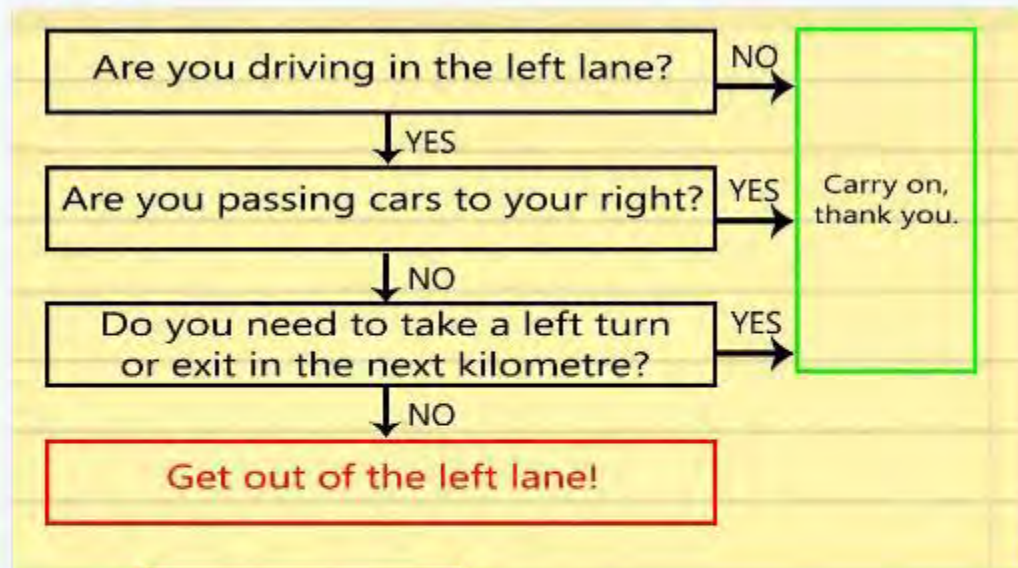 Are you driving in the left lane?
NO
YES
Are you passing cars to your right?
YES
Carry on,
thank you.
NO
Do you need to take a left turn
or exit in the next kilometre?
YES
NO
Get out of the left lane!